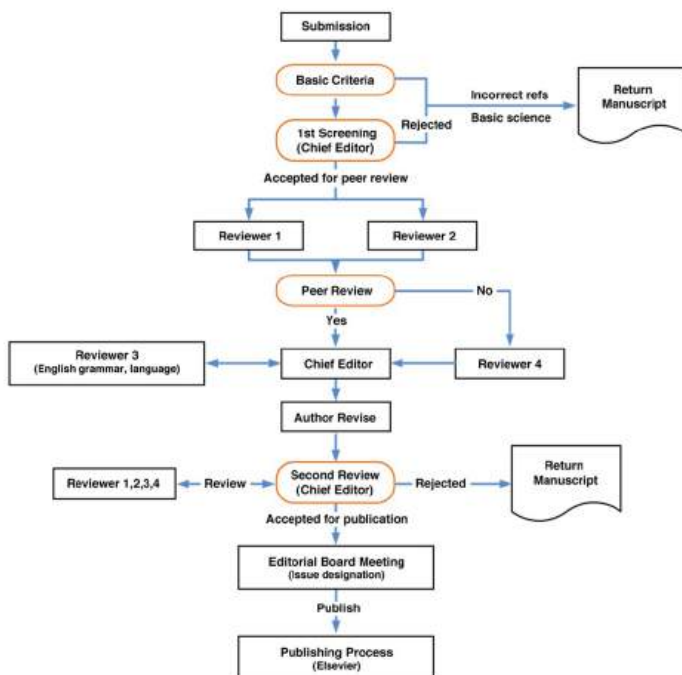 Submission
Basic Criteria
Incorrect refs
Return
Manuscript
1st Screening
(Chief Editor)
Rejected
Basic science
Accepted for peer review
Reviewer 1
Reviewer 2
Peer Review
No
Yes
Reviewer 3
(English grammar, language)
Chief Editor
Reviewer 4
Author Revise
Reviewer 1,2,3,4
Review
Second Review
(Chief Editor)
Rejected
Return
Manuscript
Accepted for publication
Editorial Board Meeting
(Issue designation)
Publish
Publishing Process
(Elsevier)